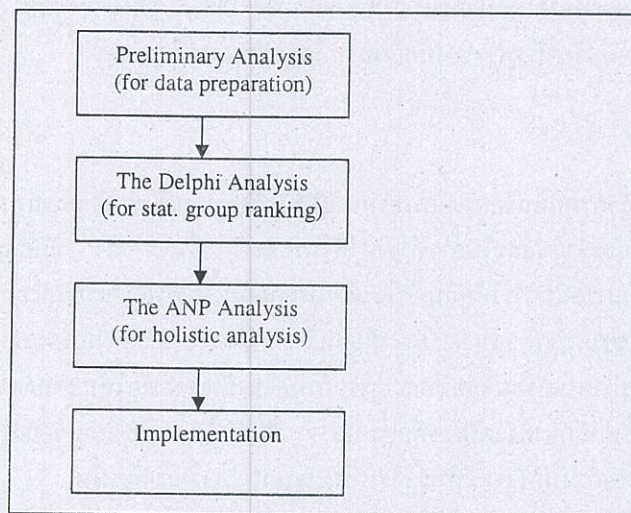 Preliminary Analysis
(for data preparation)
The Delphi Analysis
(for stat. group ranking)
The ANP Analysis
(for holistic analysis)
Implementation